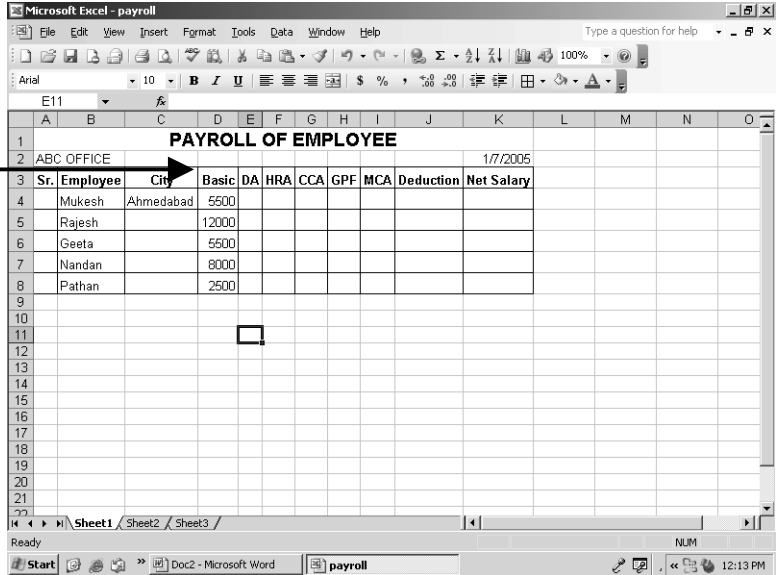 Microsoft Excel - payroll
File Edit View Insert Format Tools Data Window Help Type a question for help
100%
Arial 10 B I U $ % ,
E11 fx
A B C D E F G H I J K L M N O
1 PAYROLL OF EMPLOYEE
2 ABC OFFICE 1/7/2005
3 Sr. Employee City Basic DA HRA CCA GPF MCA Deduction Net Salary
4 Mukesh Ahmedabad 5500
5 Rajesh 12000
6 Geeta 5500
7 Nandan 8000
8 Pathan 2500
9
10
11
12
13
14
15
16
17
18
19
20
21
22
Sheet1 Sheet2 Sheet3
Ready NUM
Start » Doc2 - Microsoft Word payroll « 12:13 PM